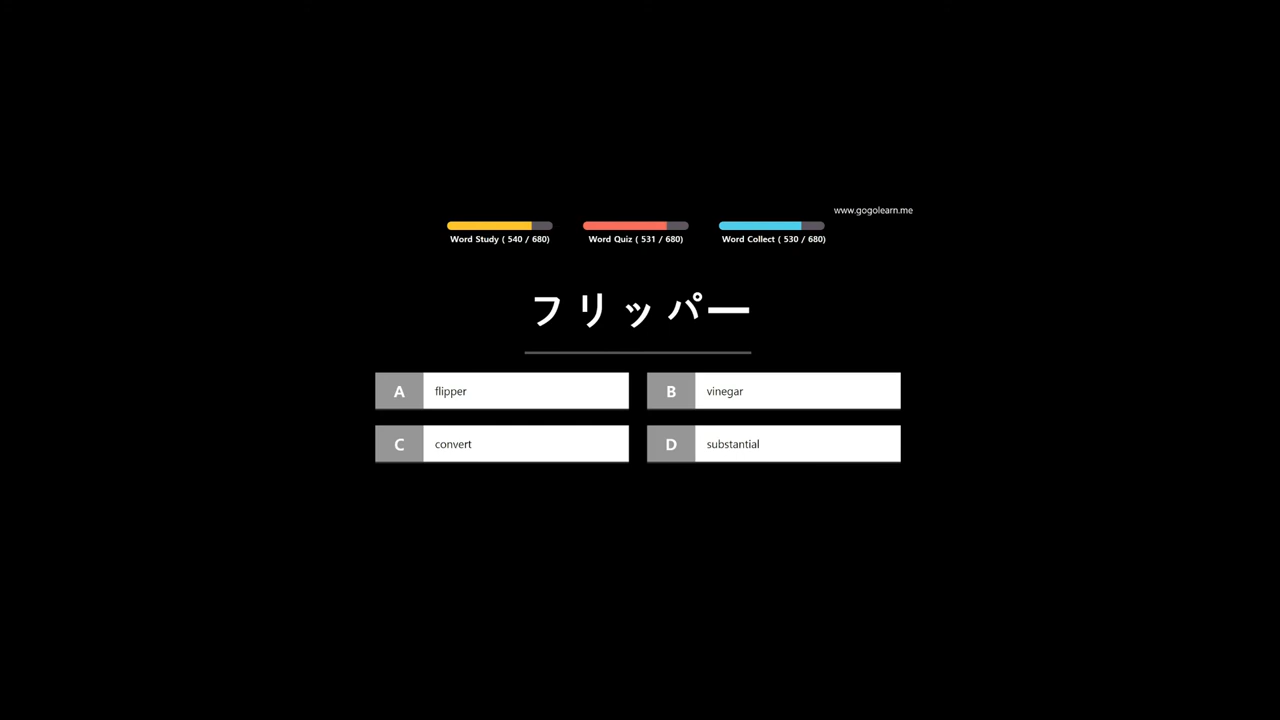 www.gogolearn.me
Word Study ( 540 / 680)
Word Quiz ( 531 / 680)
Word Collect ( 530 / 680)
フリッパー
A flipper
B vinegar
C convert
D substantial